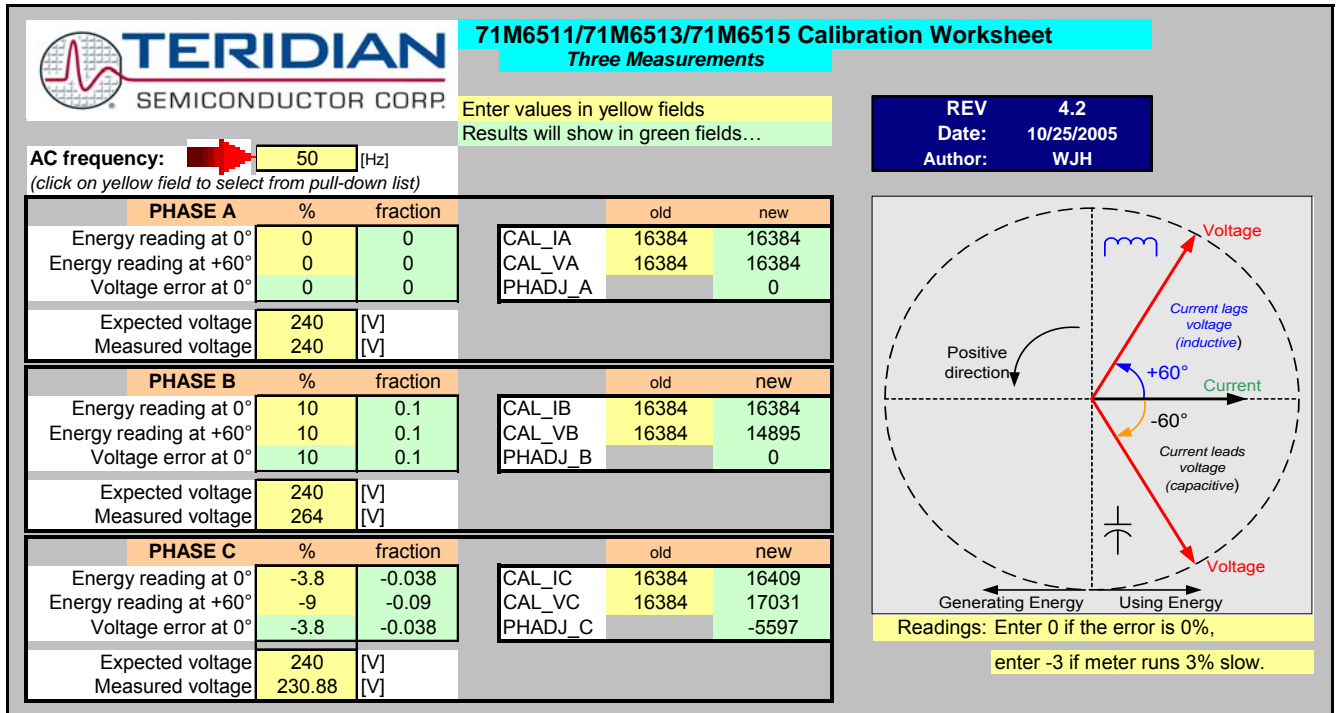 TERIDIAN
SEMICONDUCTOR CORP.
71M6511/71M6513/71M6515 Calibration Worksheet
Three Measurements
Enter values in yellow fields
Results will show in green fields…
REV 4.2
Date: 10/25/2005
Author: WJH
AC frequency: 50 [Hz]
(click on yellow field to select from pull-down list)
PHASE A % fraction old new
Energy reading at 0° 0 0 CAL_IA 16384 16384
Energy reading at +60° 0 0 CAL_VA 16384 16384
Voltage error at 0° 0 0 PHADJ_A 0
Expected voltage 240 [V]
Measured voltage 240 [V]
PHASE B % fraction old new
Energy reading at 0° 10 0.1 CAL_IB 16384 16384
Energy reading at +60° 10 0.1 CAL_VB 16384 14895
Voltage error at 0° 10 0.1 PHADJ_B 0
Expected voltage 240 [V]
Measured voltage 264 [V]
PHASE C % fraction old new
Energy reading at 0° -3.8 -0.038 CAL_IC 16384 16409
Energy reading at +60° -9 -0.09 CAL_VC 16384 17031
Voltage error at 0° -3.8 -0.038 PHADJ_C -5597
Expected voltage 240 [V]
Measured voltage 230.88 [V]
Voltage
Current lags
voltage
(inductive)
Positive
direction
+60°
Current
-60°
Current leads
voltage
(capacitive)
Voltage
Generating Energy Using Energy
Readings: Enter 0 if the error is 0%,
enter -3 if meter runs 3% slow.